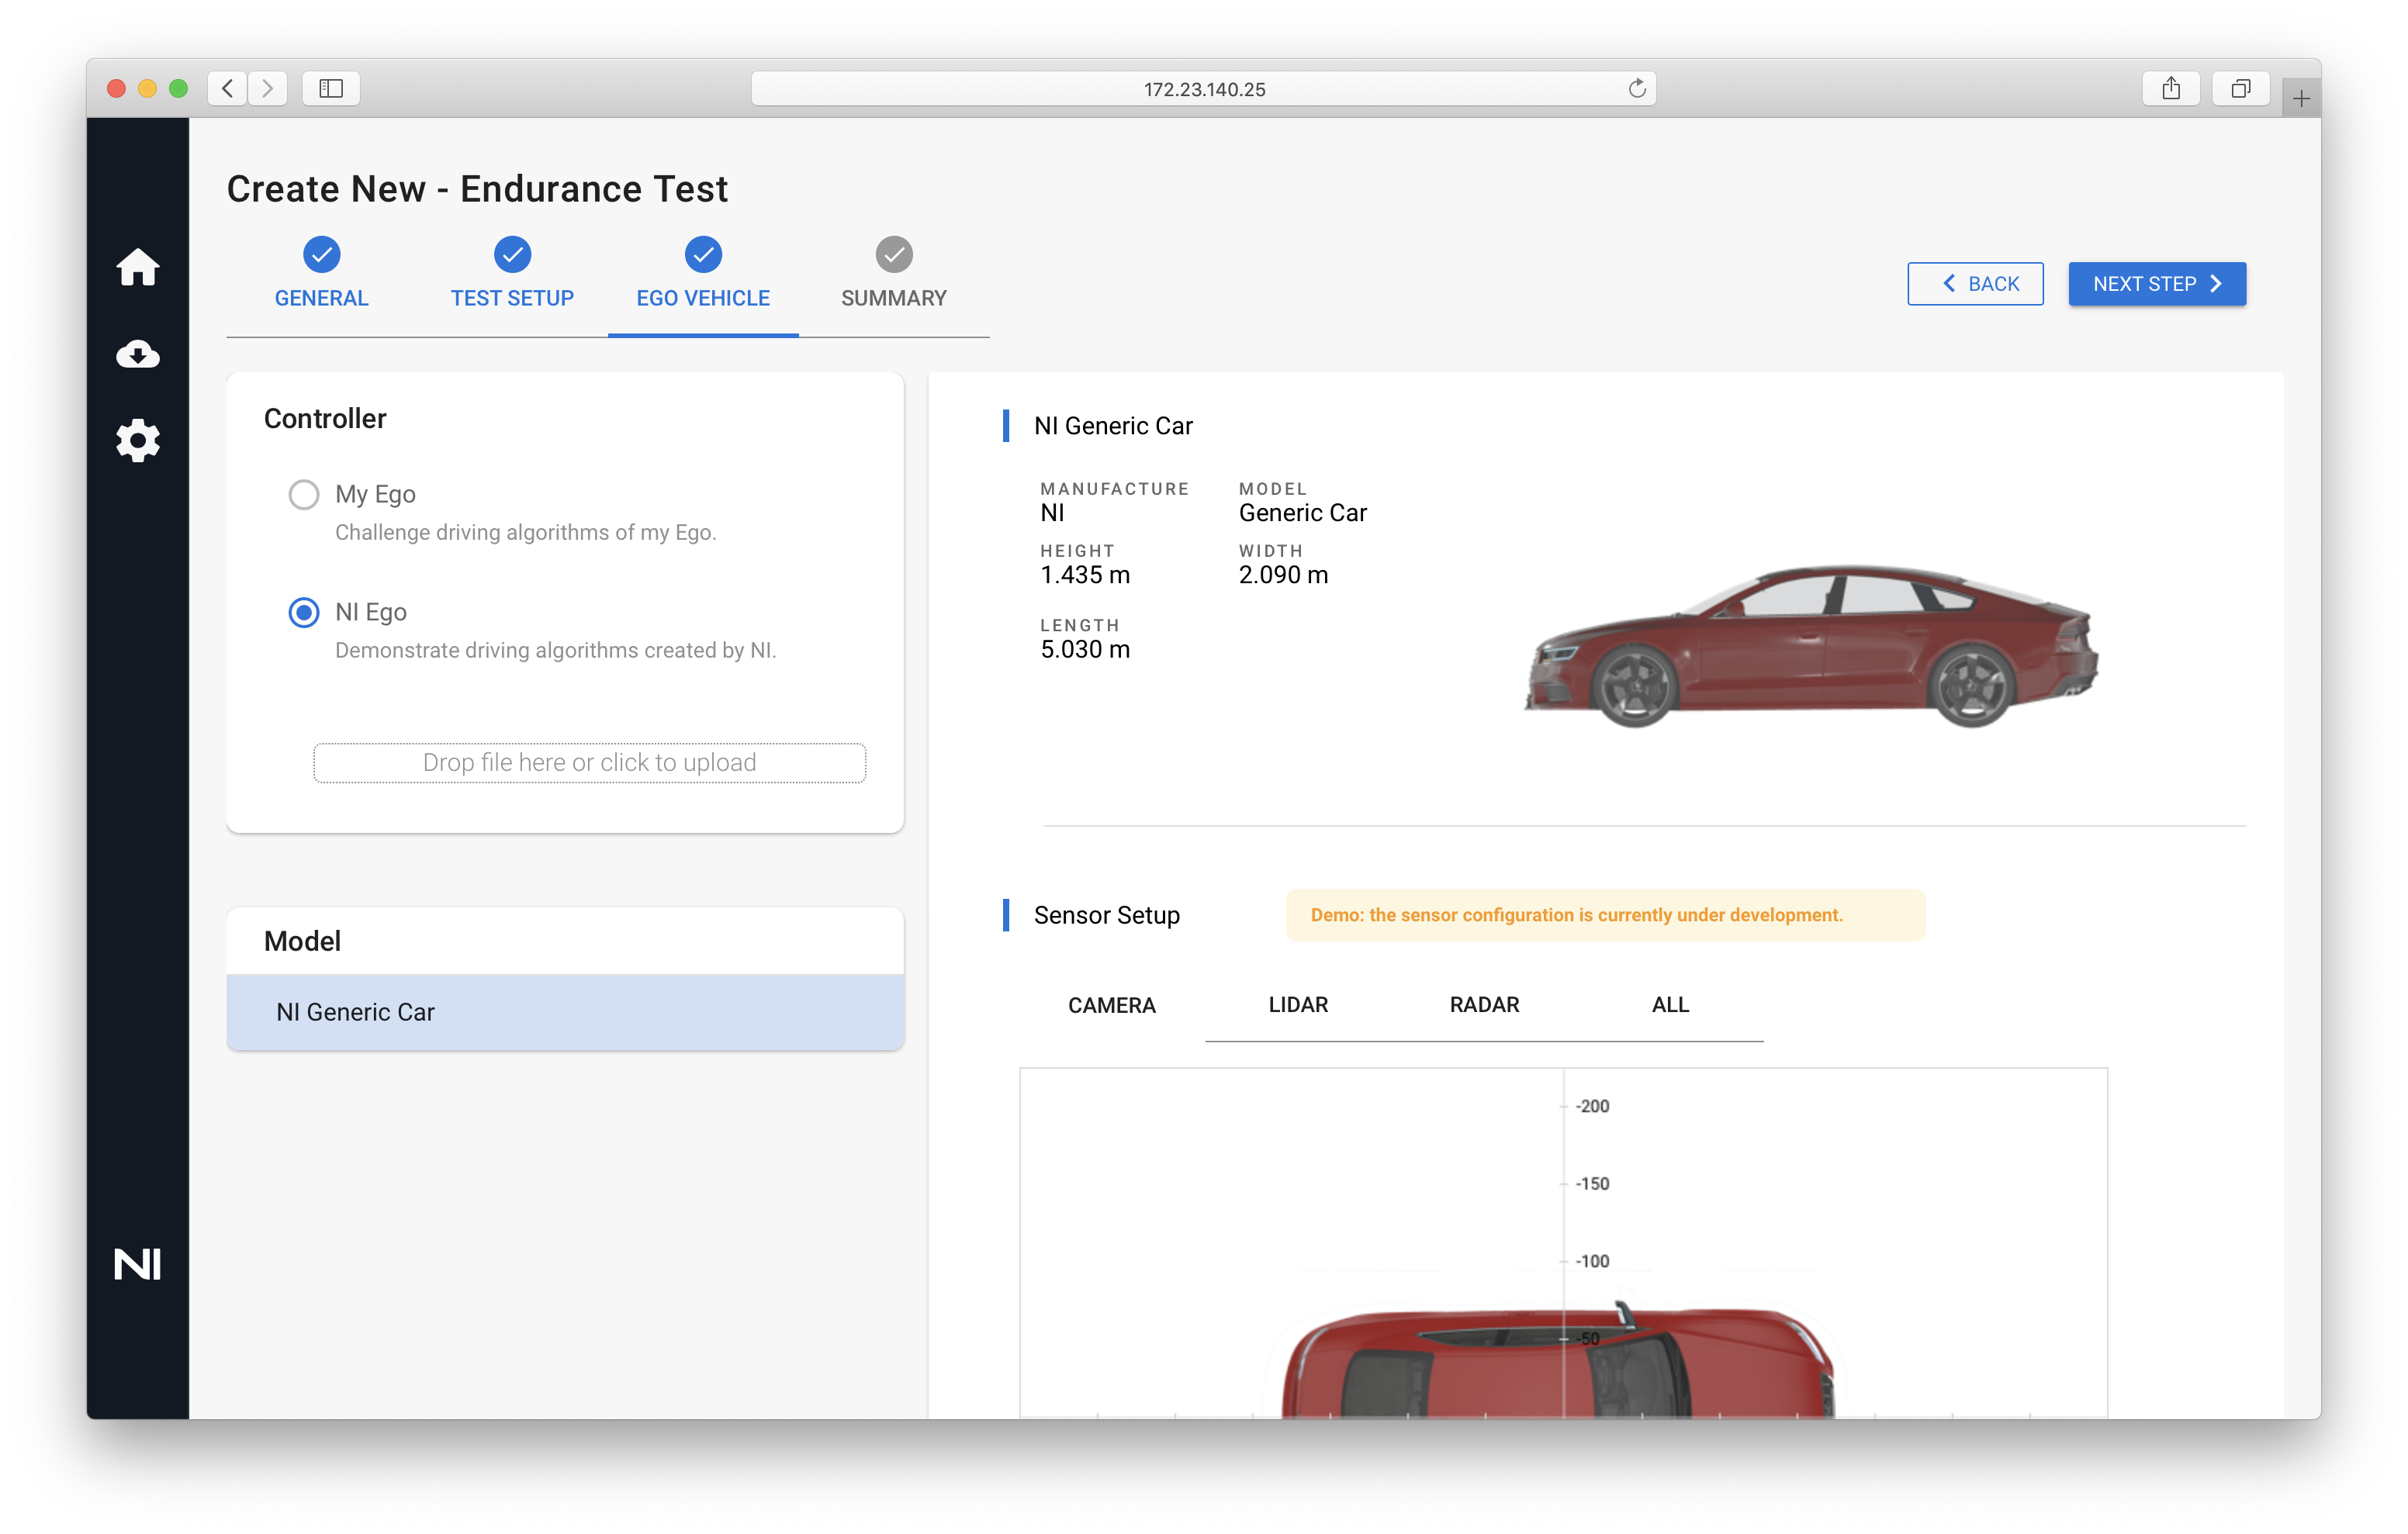 172.23.140.25
Create New - Endurance Test
GENERAL
TEST SETUP
EGO VEHICLE
SUMMARY
BACK
NEXT STEP
Controller
My Ego
Challenge driving algorithms of my Ego.
NI Ego
Demonstrate driving algorithms created by NI.
Drop file here or click to upload
Model
NI Generic Car
NI
NI Generic Car
MANUFACTURE
NI
MODEL
Generic Car
HEIGHT
1.435 m
WIDTH
2.090 m
LENGTH
5.030 m
Sensor Setup
Demo: the sensor configuration is currently under development.
CAMERA
LIDAR
RADAR
ALL
-200
-150
-100
-50